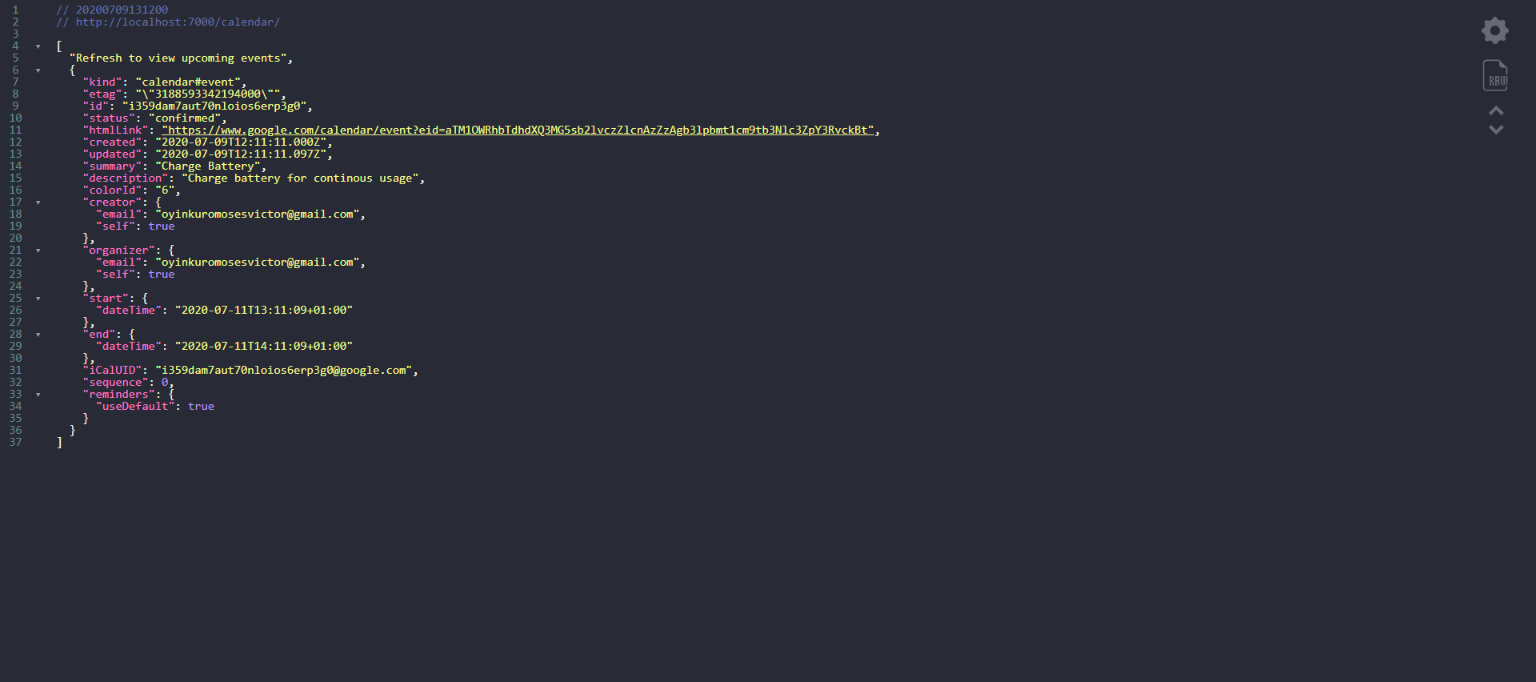 1 // 20200709131200
2 // http://localhost:7000/calendar/
3
4 [
5 "Refresh to view upcoming events",
6 {
7 "kind": "calendar#event",
8 "etag": "\"3188593342194000\"",
9 "id": "i359dam7aut70nloios6erp3g0",
10 "status": "confirmed",
11 "htmlLink": "https://www.google.com/calendar/event?eid=aTM1OWRhbTdhdXQ3MG5sb2lvczZlcnAzZzAgb3lpbmt1cm9tb3Nlc3ZpY3RvckBt",
12 "created": "2020-07-09T12:11:11.000Z",
13 "updated": "2020-07-09T12:11:11.097Z",
14 "summary": "Charge Battery",
15 "description": "Charge battery for continous usage",
16 "colorId": "6",
17 "creator": {
18 "email": "oyinkuromosesvictor@gmail.com",
19 "self": true
20 },
21 "organizer": {
22 "email": "oyinkuromosesvictor@gmail.com",
23 "self": true
24 },
25 "start": {
26 "dateTime": "2020-07-11T13:11:09+01:00"
27 },
28 "end": {
29 "dateTime": "2020-07-11T14:11:09+01:00"
30 },
31 "iCalUID": "i359dam7aut70nloios6erp3g0@google.com",
32 "sequence": 0,
33 "reminders": {
34 "useDefault": true
35 }
36 }
37 ]
RAW